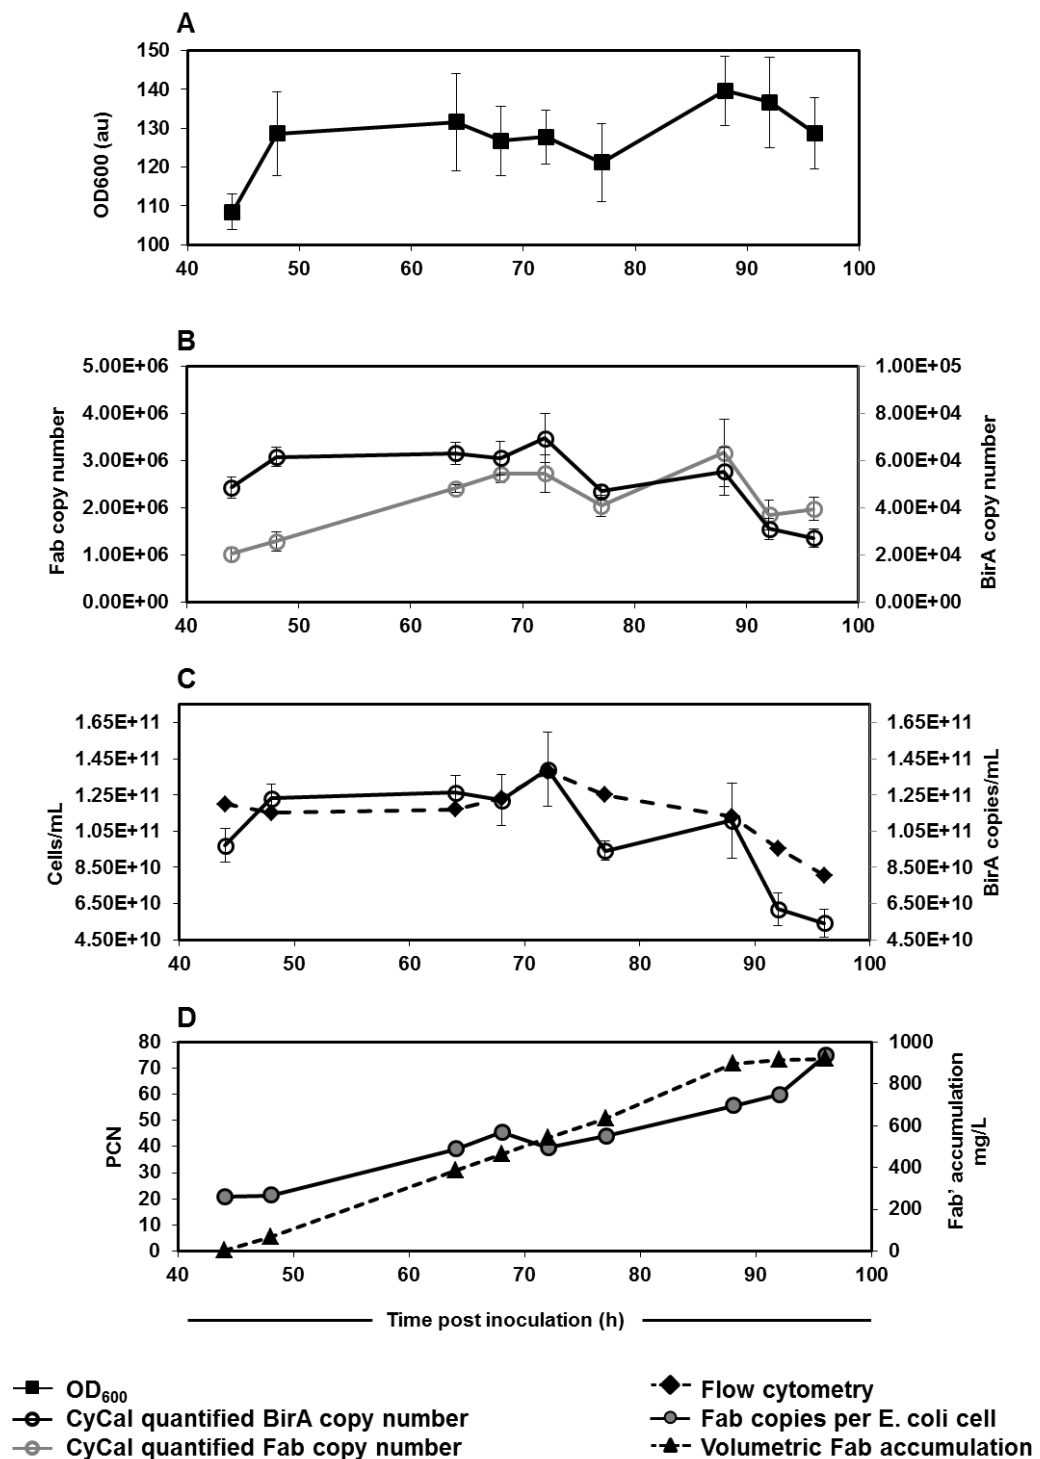 A
150
140
130
120
110
100
OD600 (au)
40 50 60 70 80 90 100
B
5.00E+06
4.00E+06
3.00E+06
2.00E+06
1.00E+06
0.00E+00
Fab copy number
1.00E+05
8.00E+04
6.00E+04
4.00E+04
2.00E+04
0.00E+00
BirA copy number
40 50 60 70 80 90 100
C
1.65E+11
1.45E+11
1.25E+11
1.05E+11
8.50E+10
6.50E+10
4.50E+10
Cells/mL
1.65E+11
1.45E+11
1.25E+11
1.05E+11
8.50E+10
6.50E+10
4.50E+10
BirA copies/mL
40 50 60 70 80 90 100
D
80
70
60
50
40
30
20
10
0
PCN
1000
800
600
400
200
0
Fab' accumulation
mg/L
40 50 60 70 80 90 100
Time post inoculation (h)
OD600
CyCal quantified BirA copy number
CyCal quantified Fab copy number
Flow cytometry
Fab copies per E. coli cell
Volumetric Fab accumulation